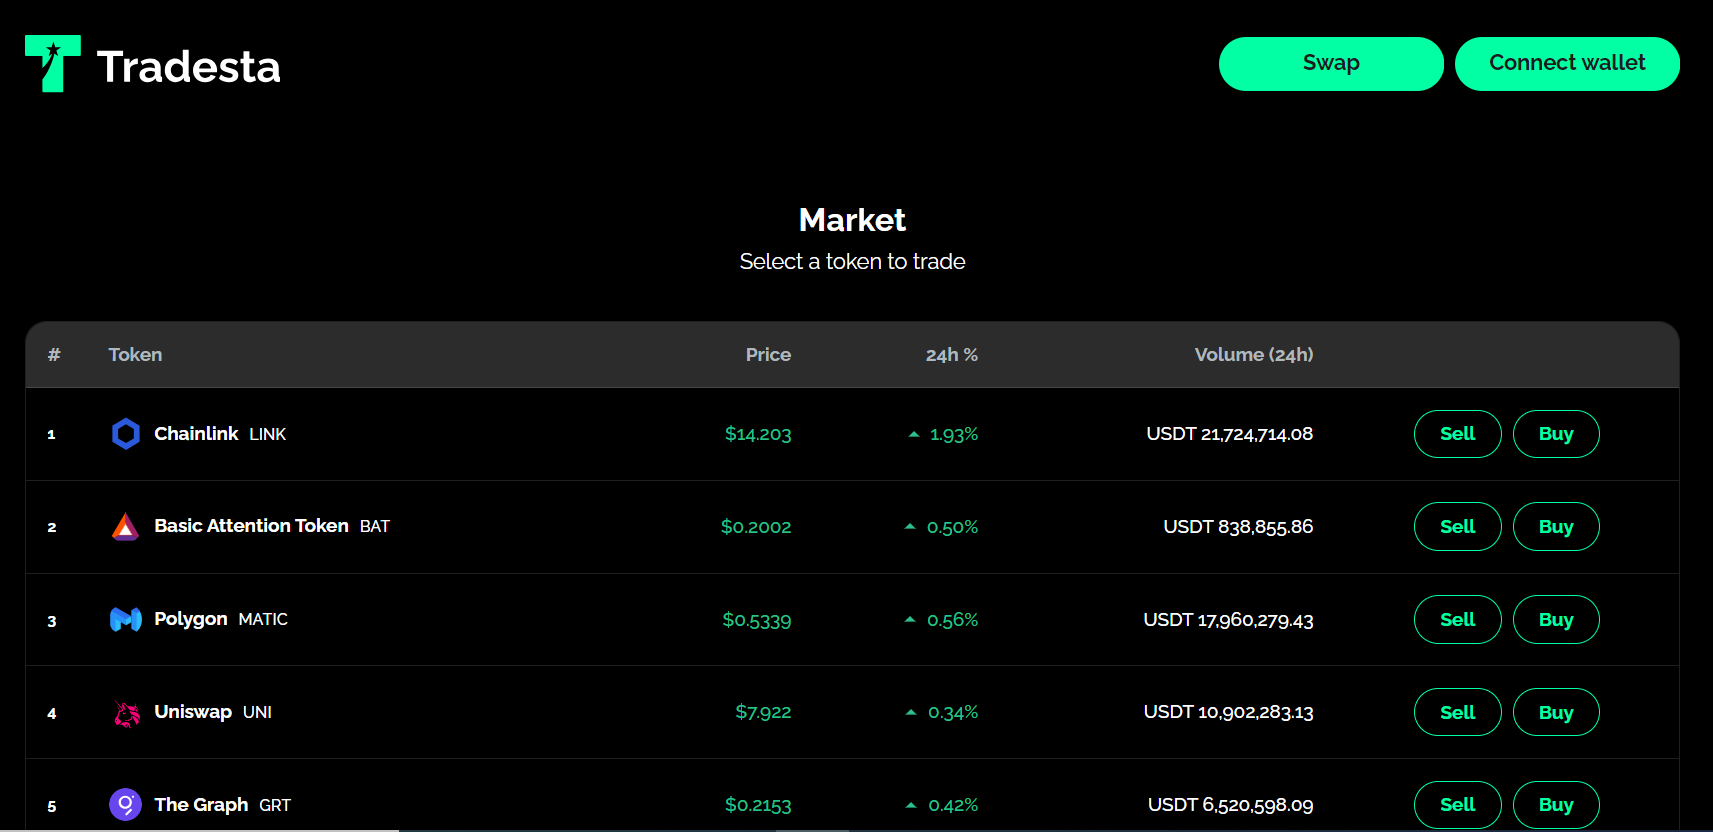 Tradesta
Swap
Connect wallet
Market
Select a token to trade
# Token Price 24h % Volume (24h)
1 Chainlink LINK $14.203 1.93% USDT 21,724,714.08 Sell Buy
2 Basic Attention Token BAT $0.2002 0.50% USDT 838,855.86 Sell Buy
3 Polygon MATIC $0.5339 0.56% USDT 17,960,279.43 Sell Buy
4 Uniswap UNI $7.922 0.34% USDT 10,902,283.13 Sell Buy
5 The Graph GRT $0.2153 0.42% USDT 6,520,598.09 Sell Buy